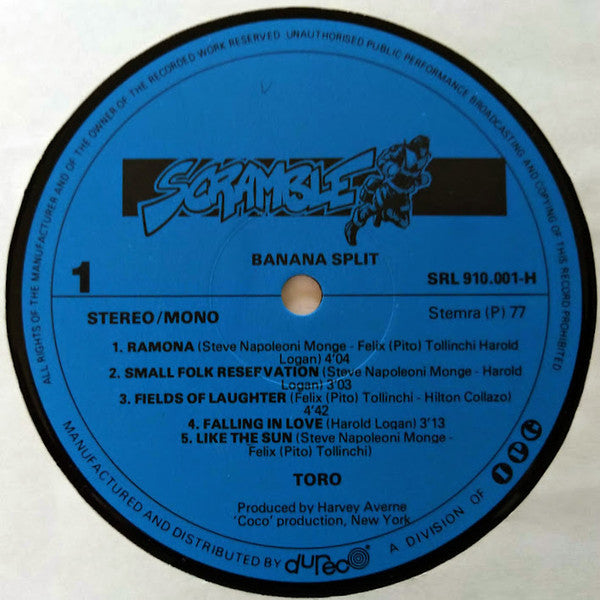 ALL RIGHTS OF THE MANUFACTURER AND OF THE OWNER OF THE RECORDED WORK RESERVED UNAUTHORISED PUBLIC PERFORMANCE BROADCASTING AND COPYING OF THIS RECORD PROHIBITED
SCRAMBLE
BANANA SPLIT
1
SRL 910.001-H
STEREO/MONO
Stemra (P) 77
1. RAMONA (Steve Napoleoni Monge - Felix (Pito) Tollinchi Harold
Logan) 4'04
2. SMALL FOLK RESERVATION (Steve Napoleoni Monge - Harold
Logan) 3'03
3. FIELDS OF LAUGHTER (Felix (Pito) Tollinchi - Hilton Collazo)
4'42
4. FALLING IN LOVE (Harold Logan) 3'13
5. LIKE THE SUN (Steve Napoleoni Monge -
Felix (Pito) Tollinchi)
TORO
Produced by Harvey Averne
'Coco' production, New York
MANUFACTURED AND DISTRIBUTED BY dureco A DIVISION OF